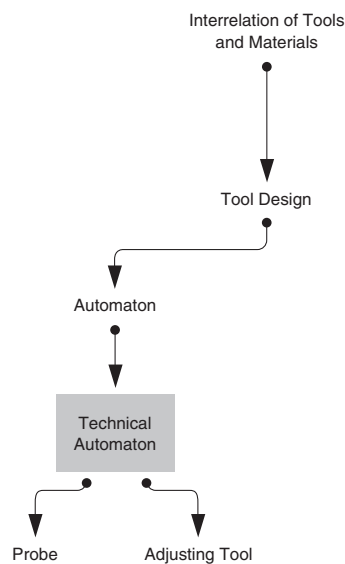 Interrelation of Tools
and Materials
Tool Design
Automaton
Technical
Automaton
Probe
Adjusting Tool